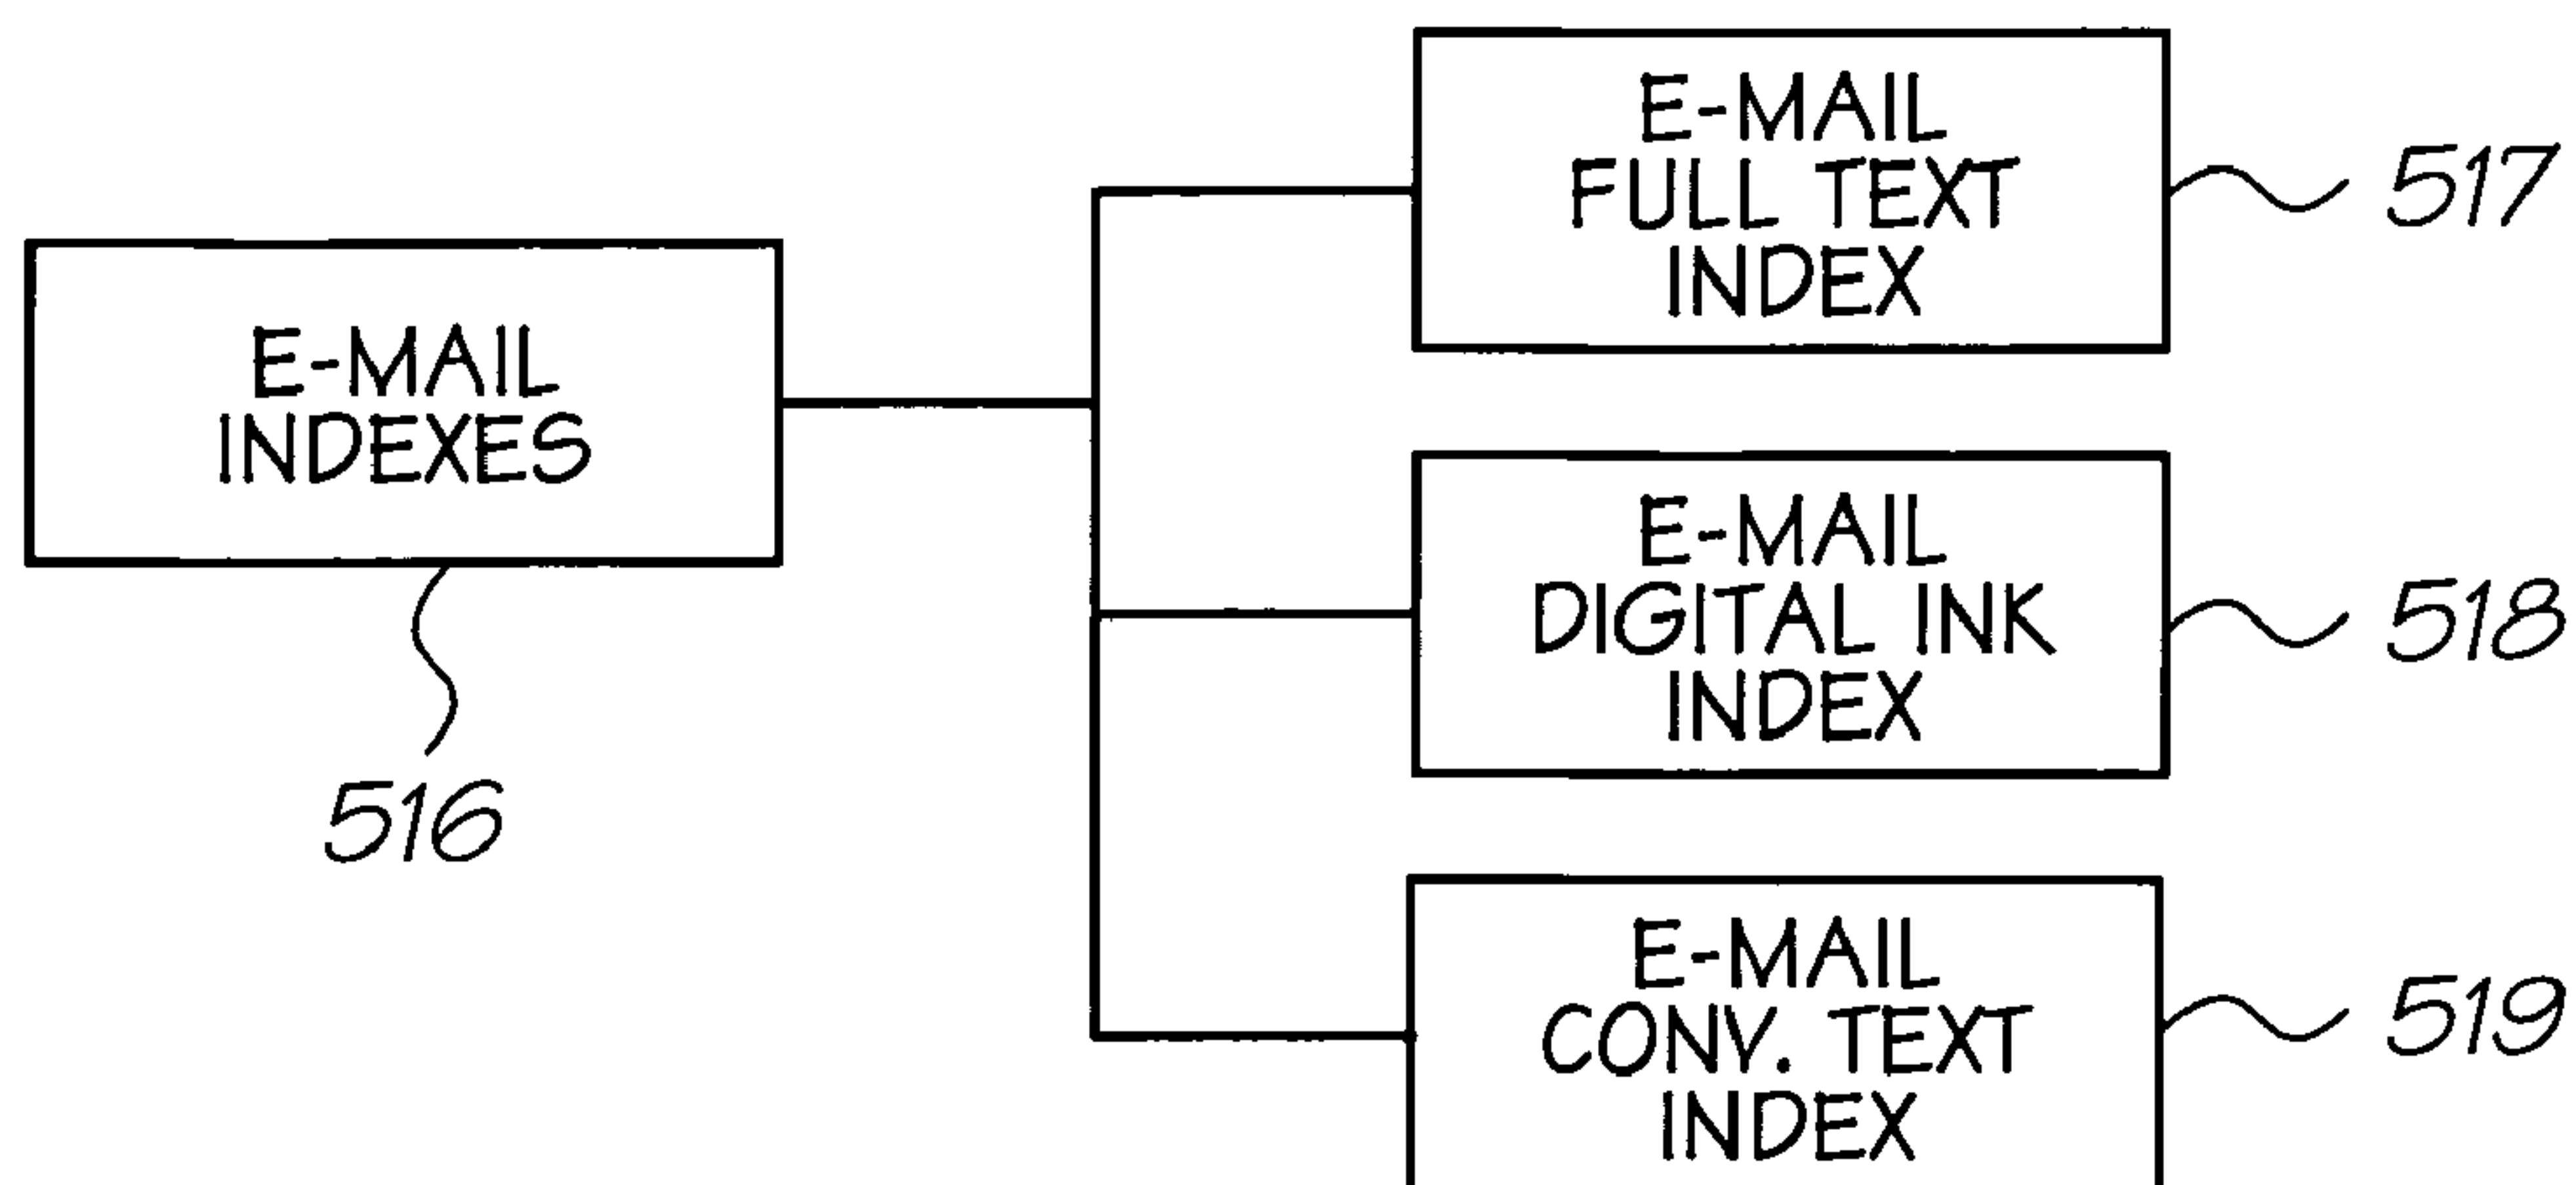 E-MAIL
INDEXES
516
E-MAIL
FULL TEXT
INDEX
517
E-MAIL
DIGITAL INK
INDEX
518
E-MAIL
CONV. TEXT
INDEX
519